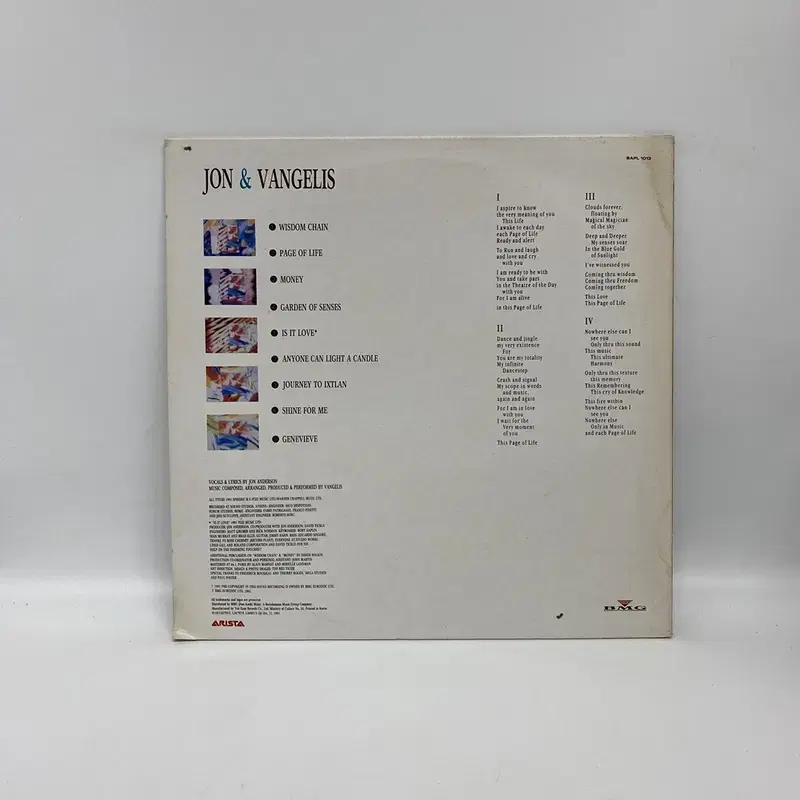 BAPL 1013
JON & VANGELIS
WISDOM CHAIN
PAGE OF LIFE
MONEY
GARDEN OF SENSES
IS IT LOVE*
ANYONE CAN LIGHT A CANDLE
JOURNEY TO IXTLAN
SHINE FOR ME
GENEVIEVE
I
I aspire to know
the very meaning of you
This Life
I awake to each day
each Page of Life
Ready and alert
To Run and laugh
and love and cry
with you
I am ready to be with
You and take part
in the Theatre of the Day
with you
For I am alive
in this Page of Life
II
Dance and jingle
my very existence
For
You are my totality
My infinite
Dancestep
Crash and signal
My scope in words
and music,
again and again
For I am in love
with you
I wait for the
Very moment
of you
This Page of Life
III
Clouds forever,
floating by
Magical Magician
of the sky
Deep and Deeper
My senses soar
In the Blue Gold
of Sunlight
I've witnessed you
Coming thru wisdom
Coming thru Freedom
Coming together
This Love
This Page of Life
IV
Nowhere else can I
see you
Only thru this sound
This music
This ultimate
Harmony
Only thru this texture
this memory
This Remembering
This cry of Knowledge
This fire within
Nowhere else can I
see you
Nowhere else
Only in Music
and each Page of Life
VOCALS & LYRICS BY JON ANDERSON
MUSIC COMPOSED, ARRANGED, PRODUCED & PERFORMED BY VANGELIS
ARISTA
BMG